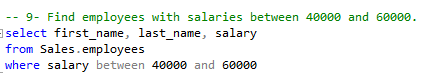 -- 9- Find employees with salaries between 40000 and 60000.
select first_name, last_name, salary
from Sales.employees
where salary between 40000 and 60000